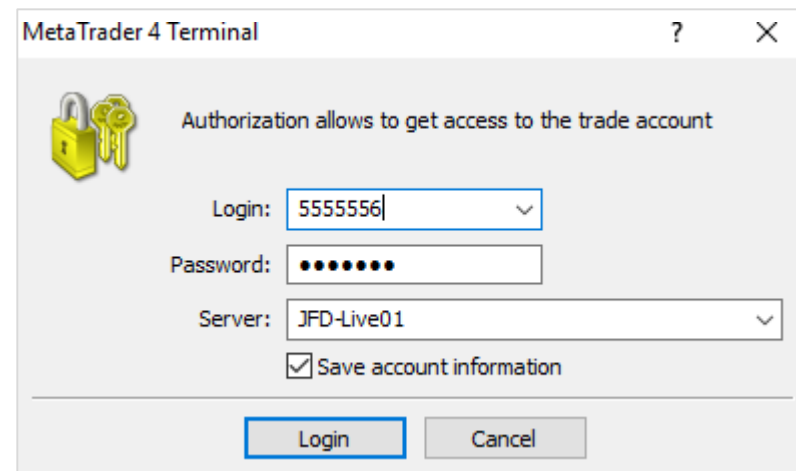 MetaTrader 4 Terminal ?
Authorization allows to get access to the trade account
Login: 5555556
Password: •••••••
Server: JFD-Live01
Save account information
Login Cancel